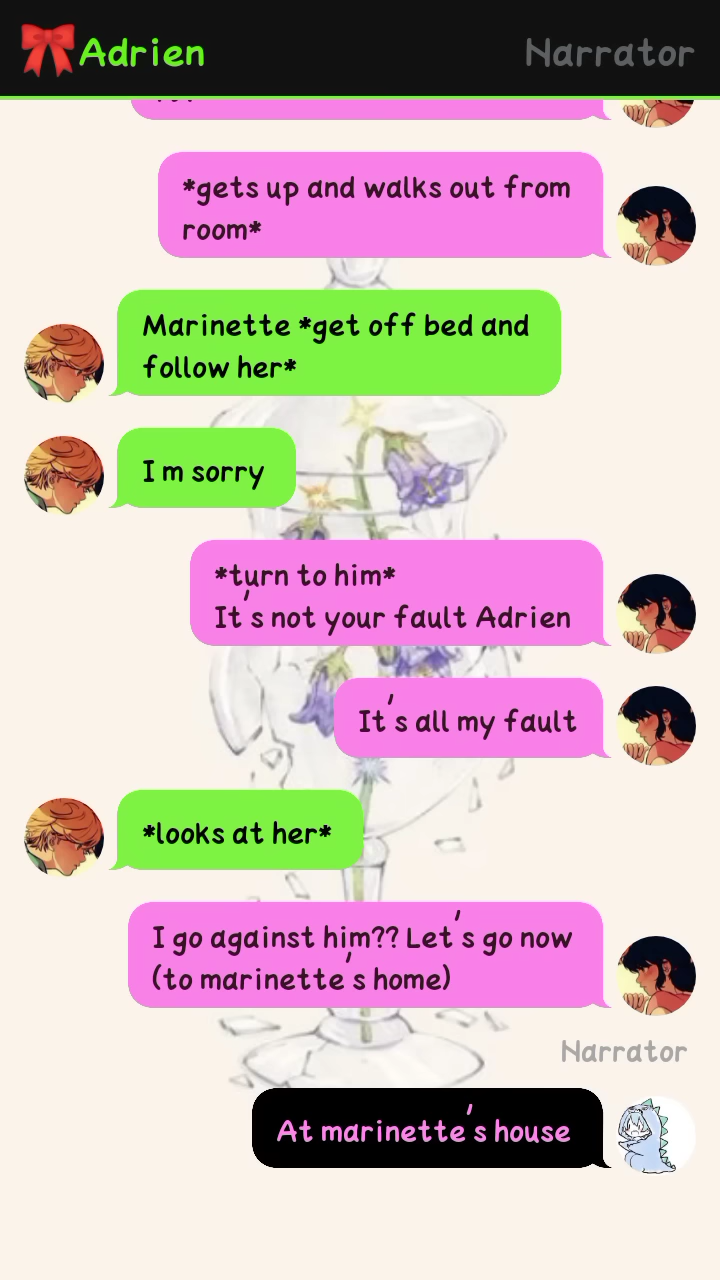 Adrien
Narrator
*gets up and walks out from
room*
Marinette *get off bed and
follow her*
I m sorry
*turn to him*
It's not your fault Adrien
It's all my fault
*looks at her*
I go against him?? Let's go now
(to marinette's home)
Narrator
At marinette's house